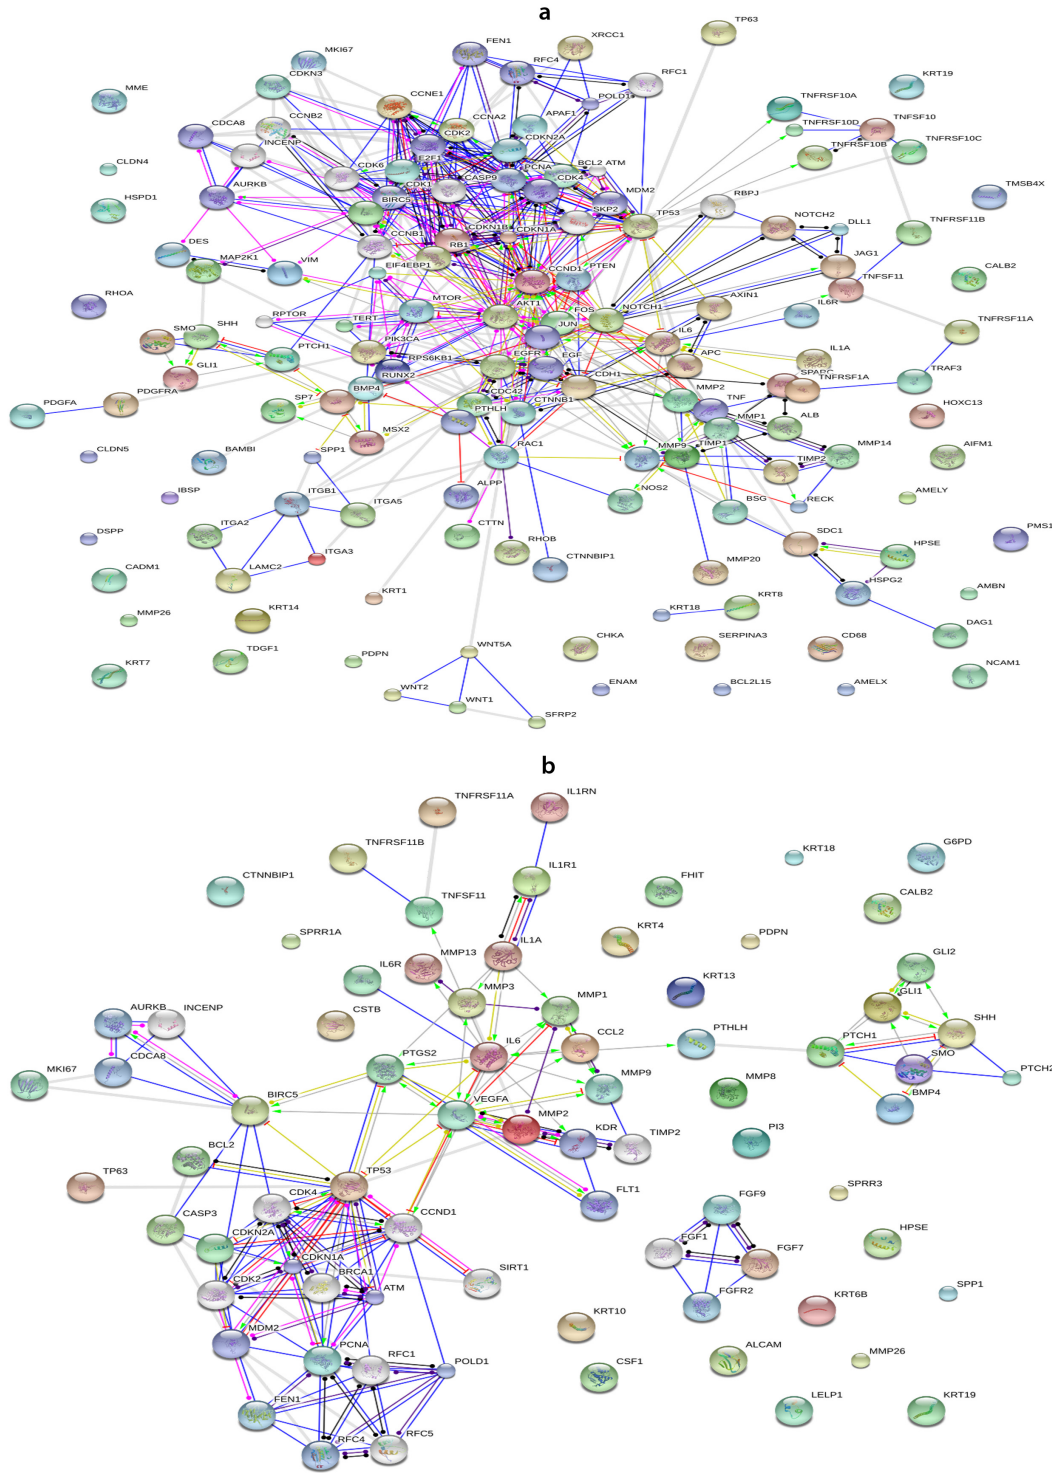 a
TP63
FEN1
XRCC1
MKI67
RFC4
RFC1
CDKN3
KRT19
MME
CCNE1
POLD1
TNFRSF10A
CCNB2
CCNA2
APAF1
TNFRSF10
TNFRSF10D
CDCA8
CDK2
CDKN2A
TNFRSF10C
INCENP
E2F1
TNFRSF10B
CLDN4
CDK6
PCNA
BCL2
ATM
CASP9
CDK4
AURKB
CDK1
MDM2
RBPJ
TMSB4X
HSPD1
BIRC5
SKP2
TP53
NOTCH2
DLL1
TNFRSF11B
CDKN1B
CDKN1A
DES
CCNB1
RB1
JAG1
MAP2K1
VIM
EIF4EBP1
CCND1
PTEN
CALB2
TNFSF11
RHOA
MTOR
AKT1
AXIN1
IL6R
RPTOR
FOS
NOTCH1
SMO
SHH
TERT
JUN
IL6
TNFRSF11A
PTCH1
PIK3CA
APC
IL1A
GLI1
RPS6KB1
EGFR
EGF
RUNX2
CDH1
SPARC
TNFRSF1A
TRAF3
PDGFA
PDGFRA
BMP4
MMP2
SP7
CDC42
TNF
HOXC13
PTHLH
CTNNB1
MMP1
ALB
MSX2
RAC1
MMP9
TIMP1
MMP14
CLDN5
BAMBI
SPP1
TIMP2
AIFM1
ITGB1
ALPP
NOS2
IBSP
ITGA5
BSG
RECK
AMELY
ITGA2
CTTN
RHOB
SDC1
DSPP
ITGA3
CTNNBIP1
HPSE
PMS1
CADM1
LAMC2
MMP20
HSPG2
KRT1
AMBN
MMP26
KRT14
KRT18
KRT8
DAG1
TDGF1
WNT5A
CHKA
SERPINA3
CD68
KRT7
PDPN
NCAM1
WNT2
ENAM
BCL2L15
AMELX
WNT1
SFRP2
b
TNFRSF11A
IL1RN
TNFRSF11B
KRT18
G6PD
CTNNBIP1
TNFSF11
IL1R1
FHIT
CALB2
SPRR1A
IL1A
KRT4
PDPN
IL6R
MMP13
GLI2
MMP3
KRT13
AURKB
INCENP
MMP1
GLI1
CSTB
SHH
IL6
CCL2
PTHLH
PTCH1
CDCA8
PTGS2
SMO
MKI67
MMP9
PTCH2
BIRC5
VEGFA
MMP8
BMP4
MMP2
KDR
TIMP2
BCL2
PI3
TP63
TP53
FLT1
CDK4
CCND1
SPRR3
CASP3
FGF9
CDKN2A
FGF1
HPSE
CDKN1A
FGF7
CDK2
BRCA1
SIRT1
ATM
SPP1
MDM2
FGFR2
KRT6B
PCNA
RFC1
KRT10
POLD1
ALCAM
MMP26
CSF1
FEN1
RFC4
RFC5
LELP1
KRT19